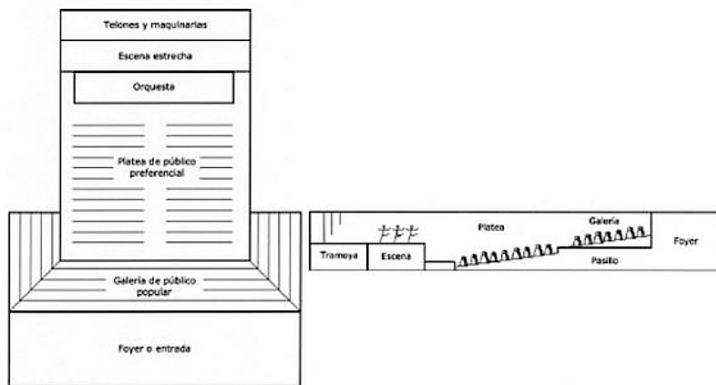 Telones y maquinarias
Escena estrecha
Orquesta
Platea de público
preferencial
Galería de público
popular
Foyer o entrada
Platea
Galería
Foyer
Tramoya
Escena
Pasillo